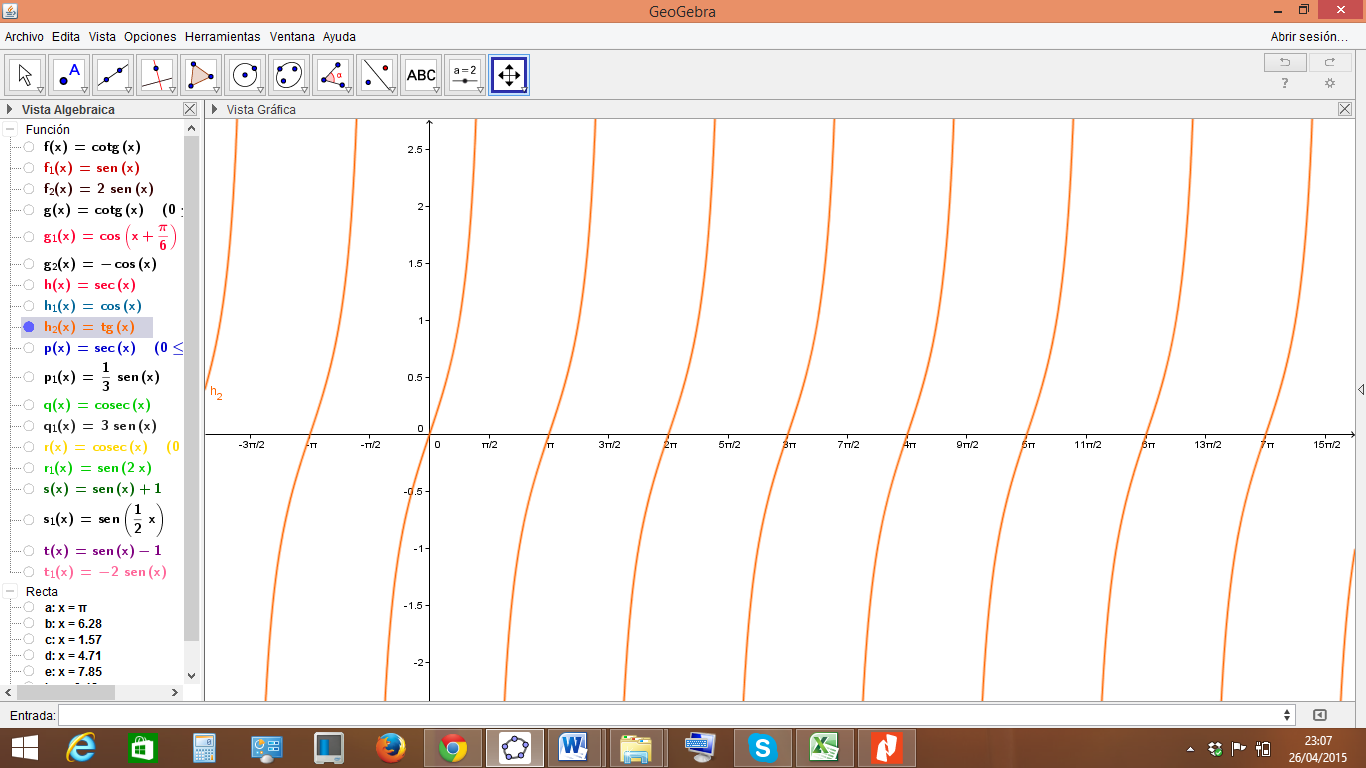 GeoGebra
Archivo Edita Vista Opciones Herramientas Ventana Ayuda Abrir sesión...
A α ABC a=2 ?
Vista Algebraica
Vista Gráfica
Función
f(x) = cotg (x)
f₁(x) = sen (x)
f₂(x) = 2 sen (x)
g(x) = cotg (x) (0
g₁(x) = cos (x + π/6)
g₂(x) = − cos (x)
h(x) = sec (x)
h₁(x) = cos (x)
h₂(x) = tg (x)
p(x) = sec (x) (0 ≤
p₁(x) = 1/3 sen (x)
q(x) = cosec (x)
q₁(x) = 3 sen (x)
r(x) = cosec (x) (0
r₁(x) = sen (2 x)
s(x) = sen (x) + 1
s₁(x) = sen (1/2 x)
t(x) = sen (x) − 1
t₁(x) = −2 sen (x)
Recta
a: x = π
b: x = 6.28
c: x = 1.57
d: x = 4.71
e: x = 7.85
2.5
2
1.5
1
0.5
0
-0.5
-1
-1.5
-2
h₂
-3π/2 -π -π/2 0 π/2 π 3π/2 2π 5π/2 3π 7π/2 4π 9π/2 5π 11π/2 6π 13π/2 7π 15π/2
Entrada:
23:07
26/04/2015